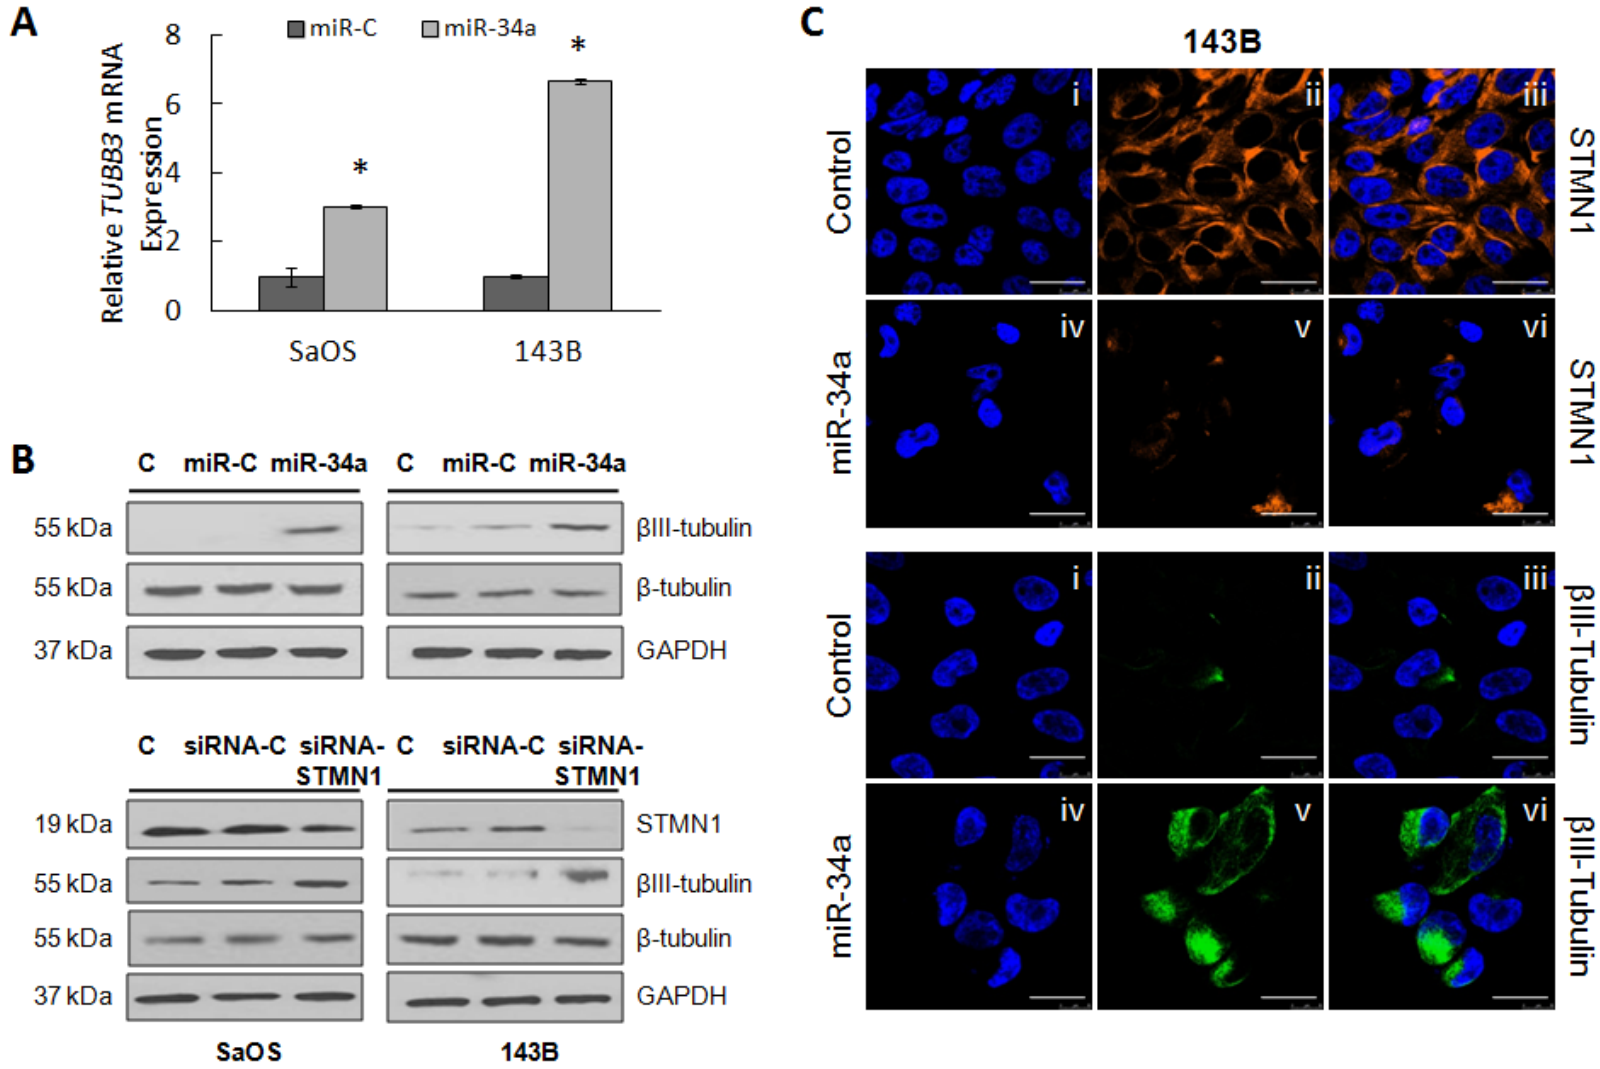 A
miR-C miR-34a
Relative TUBB3 mRNA
Expression
8
6
4
2
0
*
*
SaOS 143B
B
C miR-C miR-34a C miR-C miR-34a
55 kDa βIII-tubulin
55 kDa β-tubulin
37 kDa GAPDH
C siRNA-C siRNA- C siRNA-C siRNA-
STMN1 STMN1
19 kDa STMN1
55 kDa βIII-tubulin
55 kDa β-tubulin
37 kDa GAPDH
SaOS 143B
C
143B
Control i ii iii STMN1
miR-34a iv v vi STMN1
Control i ii iii βIII-Tubulin
miR-34a iv v vi βIII-Tubulin